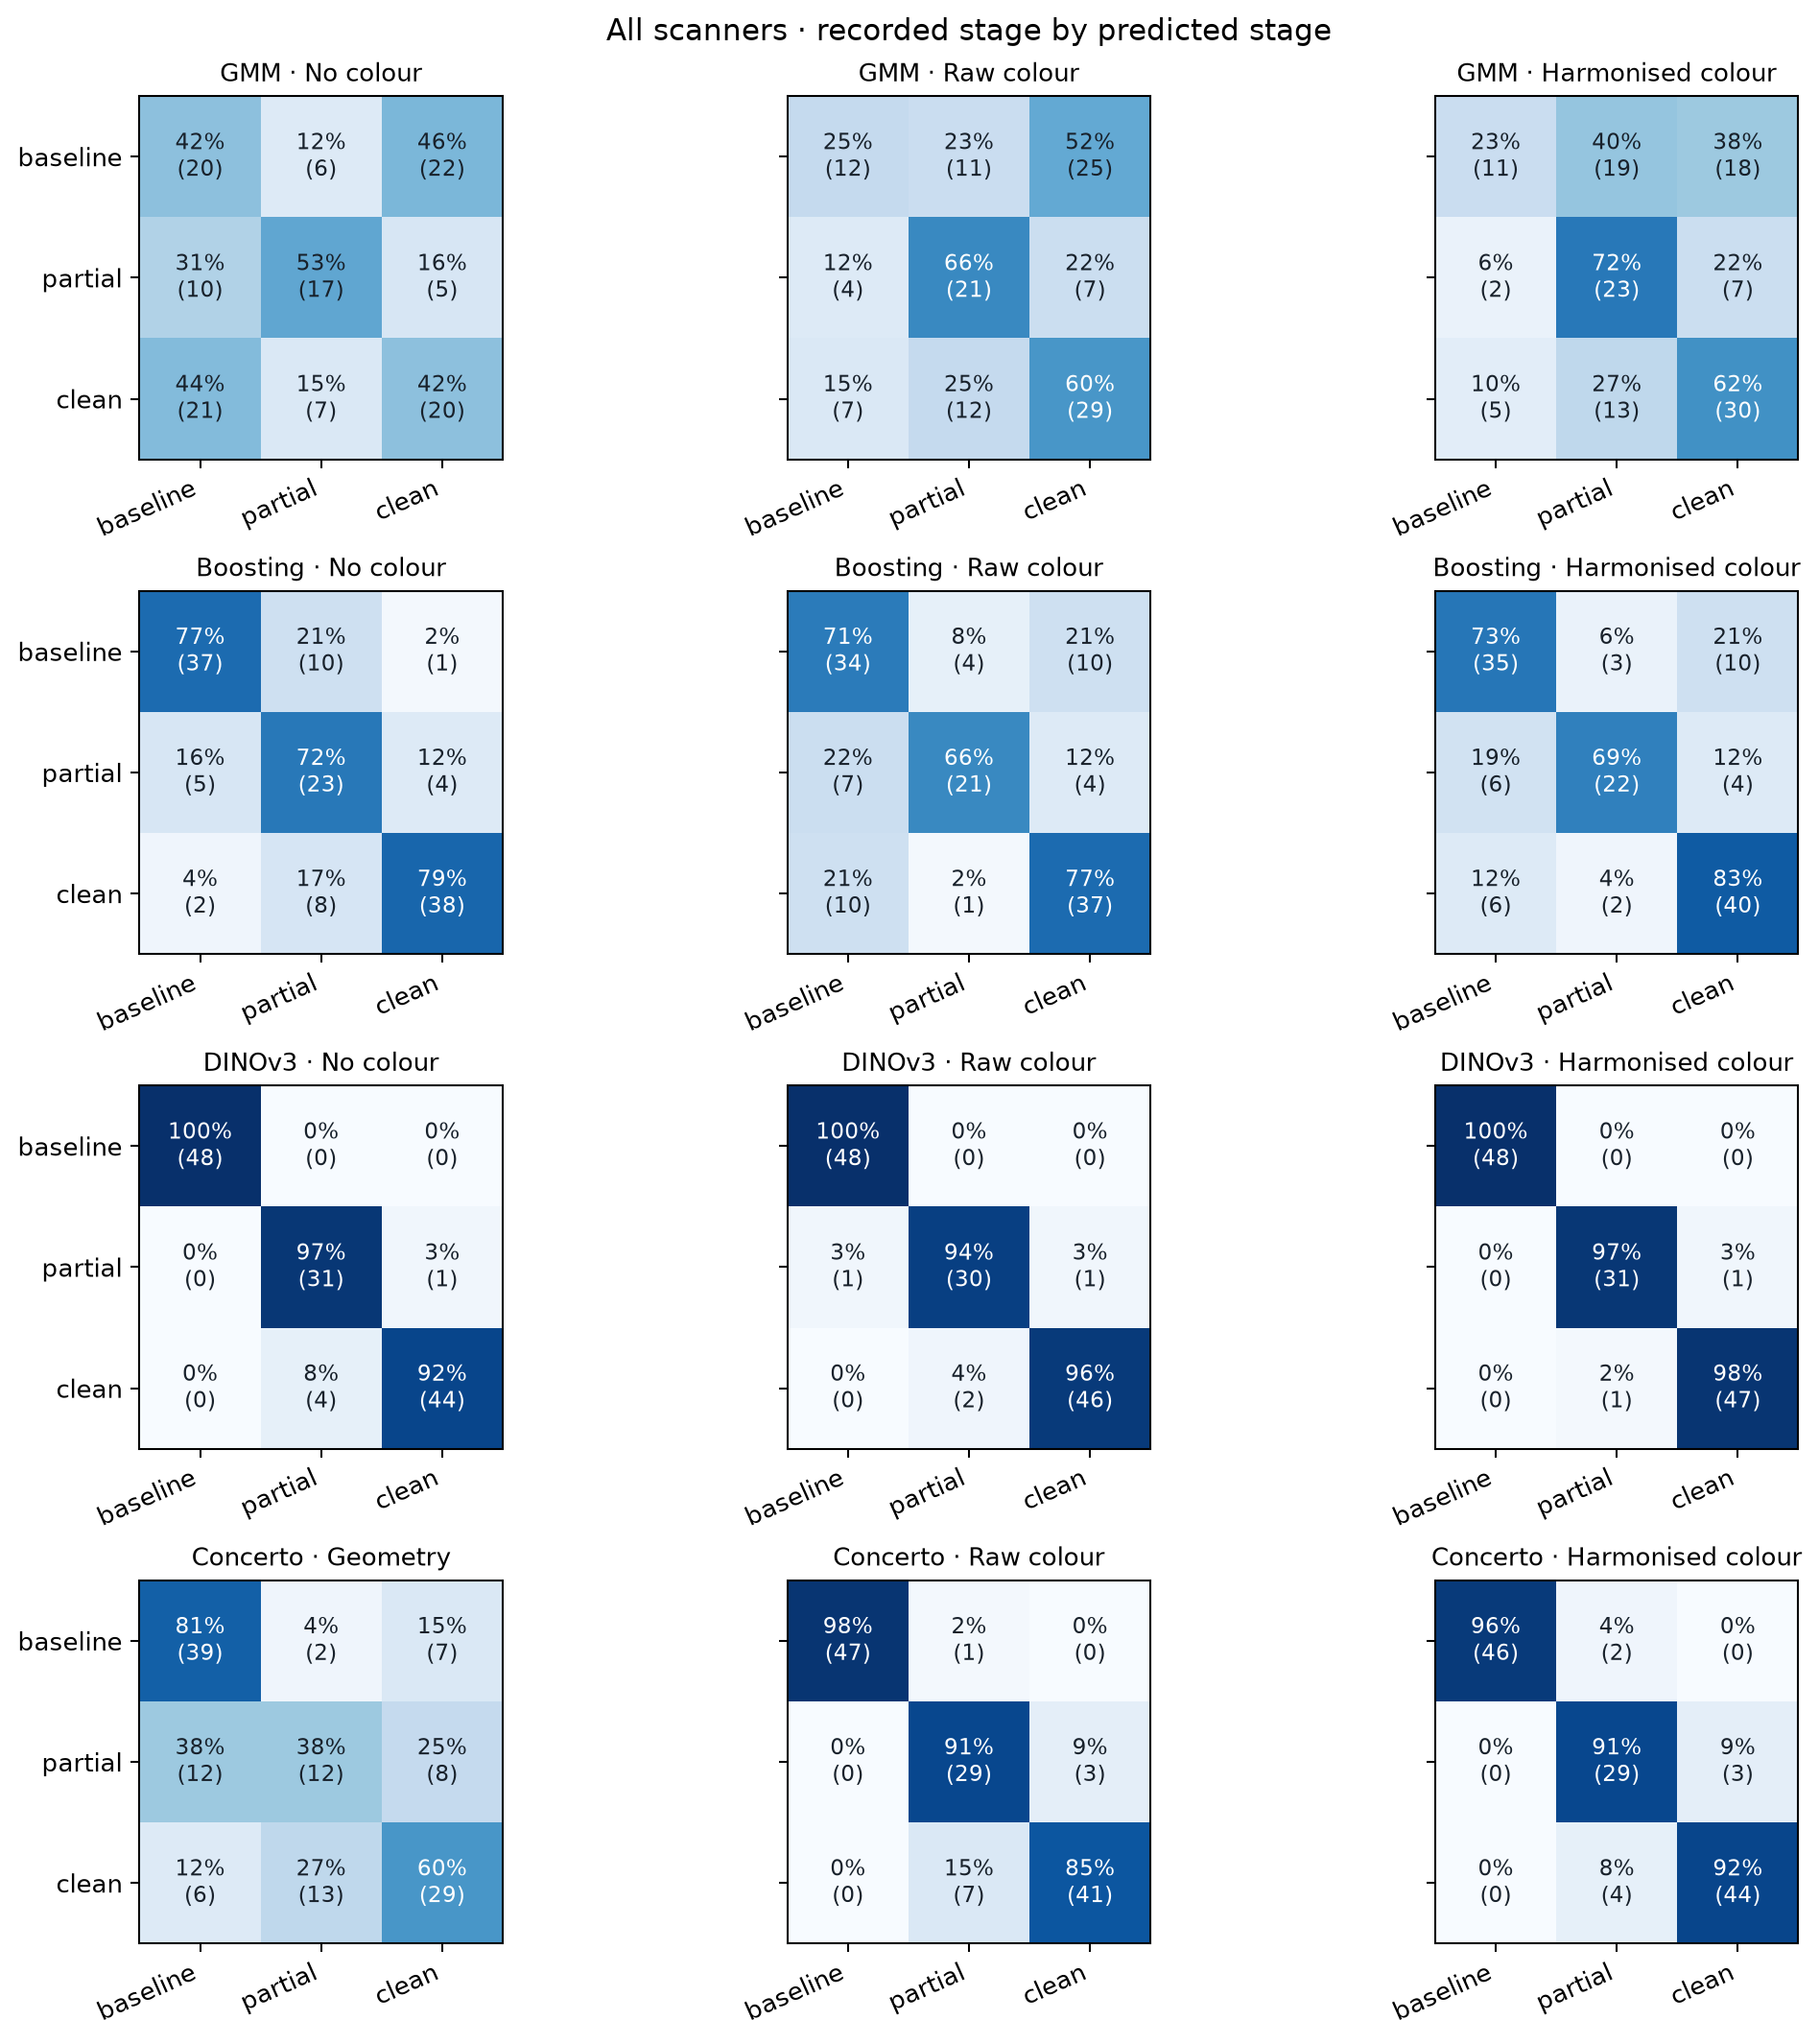 All scanners · recorded stage by predicted stage
GMM · No colour
GMM · Raw colour
GMM · Harmonised colour
baseline
42% 12% 46% 25% 23% 52% 23% 40% 38%
(20) (6) (22) (12) (11) (25) (11) (19) (18)
partial
31% 53% 16% 12% 66% 22% 6% 72% 22%
(10) (17) (5) (4) (21) (7) (2) (23) (7)
clean
44% 15% 42% 15% 25% 60% 10% 27% 62%
(21) (7) (20) (7) (12) (29) (5) (13) (30)
baseline partial clean baseline partial clean baseline partial clean
Boosting · No colour
Boosting · Raw colour
Boosting · Harmonised colour
baseline
77% 21% 2% 71% 8% 21% 73% 6% 21%
(37) (10) (1) (34) (4) (10) (35) (3) (10)
partial
16% 72% 12% 22% 66% 12% 19% 69% 12%
(5) (23) (4) (7) (21) (4) (6) (22) (4)
clean
4% 17% 79% 21% 2% 77% 12% 4% 83%
(2) (8) (38) (10) (1) (37) (6) (2) (40)
baseline partial clean baseline partial clean baseline partial clean
DINOv3 · No colour
DINOv3 · Raw colour
DINOv3 · Harmonised colour
baseline
100% 0% 0% 100% 0% 0% 100% 0% 0%
(48) (0) (0) (48) (0) (0) (48) (0) (0)
partial
0% 97% 3% 3% 94% 3% 0% 97% 3%
(0) (31) (1) (1) (30) (1) (0) (31) (1)
clean
0% 8% 92% 0% 4% 96% 0% 2% 98%
(0) (4) (44) (0) (2) (46) (0) (1) (47)
baseline partial clean baseline partial clean baseline partial clean
Concerto · Geometry
Concerto · Raw colour
Concerto · Harmonised colour
baseline
81% 4% 15% 98% 2% 0% 96% 4% 0%
(39) (2) (7) (47) (1) (0) (46) (2) (0)
partial
38% 38% 25% 0% 91% 9% 0% 91% 9%
(12) (12) (8) (0) (29) (3) (0) (29) (3)
clean
12% 27% 60% 0% 15% 85% 0% 8% 92%
(6) (13) (29) (0) (7) (41) (0) (4) (44)
baseline partial clean baseline partial clean baseline partial clean